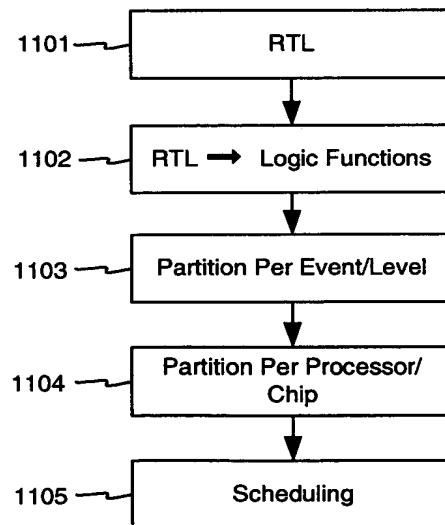 1101 RTL
1102 RTL → Logic Functions
1103 Partition Per Event/Level
1104 Partition Per Processor/
Chip
1105 Scheduling